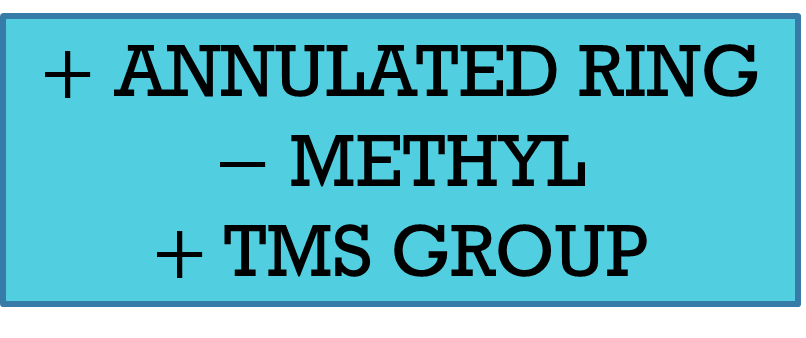 + ANNULATED RING
− METHYL
+ TMS GROUP